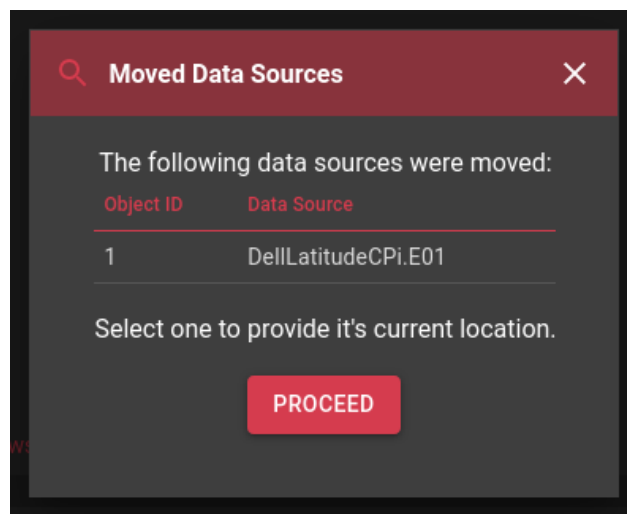 Moved Data Sources
The following data sources were moved:
Object ID Data Source
1 DellLatitudeCPi.E01
Select one to provide it's current location.
PROCEED